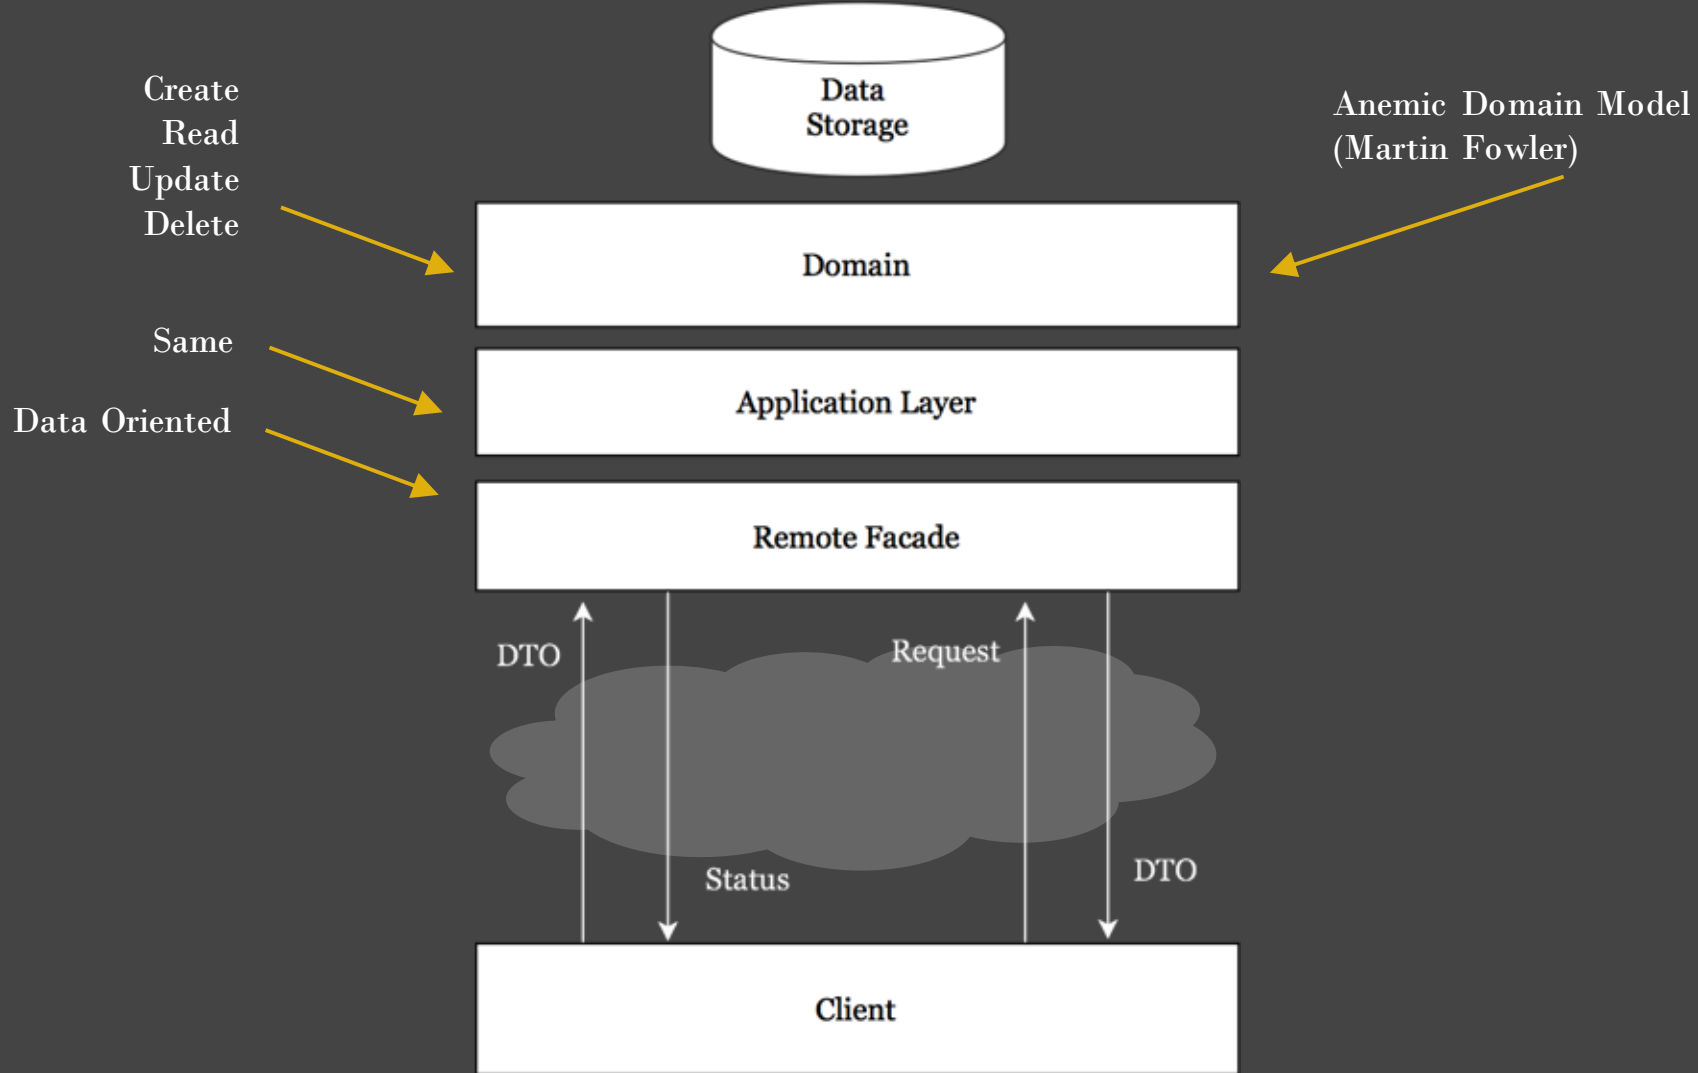 Data
Storage
Create
Read
Update
Delete
Anemic Domain Model
(Martin Fowler)
Domain
Same
Application Layer
Data Oriented
Remote Facade
DTO
Request
Status
DTO
Client